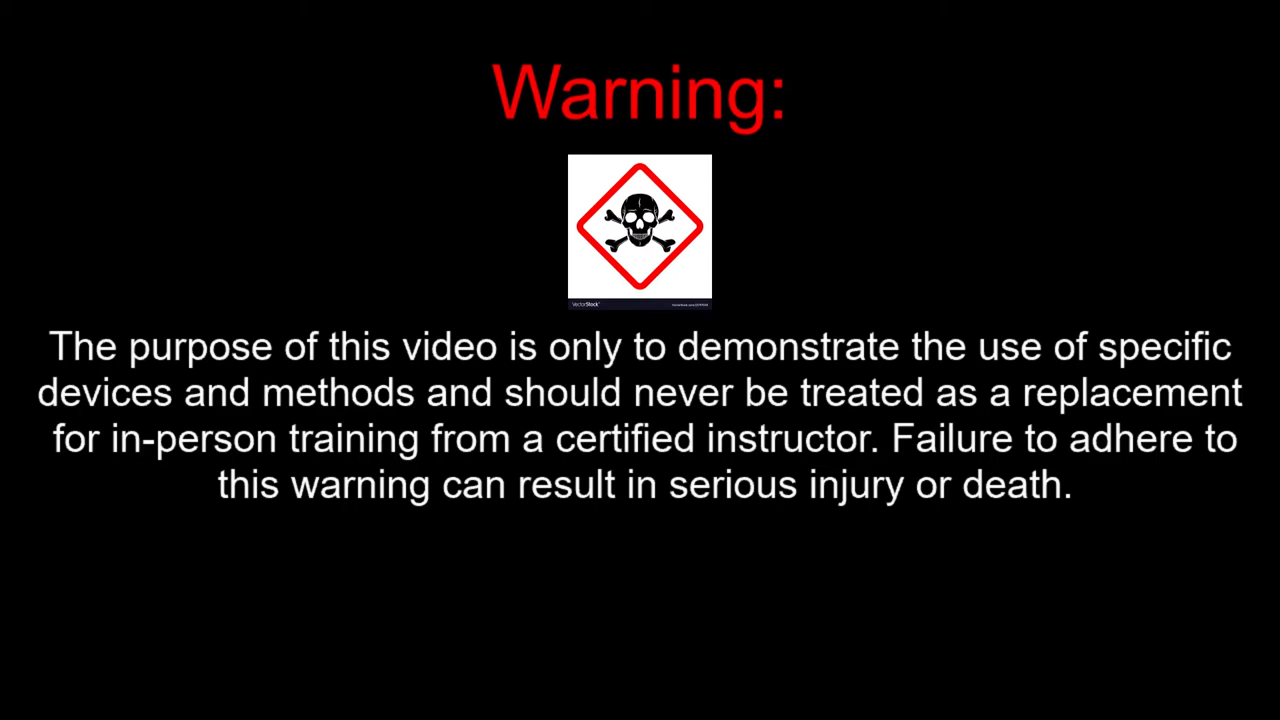 Warning:
VectorStock
The purpose of this video is only to demonstrate the use of specific
devices and methods and should never be treated as a replacement
for in-person training from a certified instructor. Failure to adhere to
this warning can result in serious injury or death.